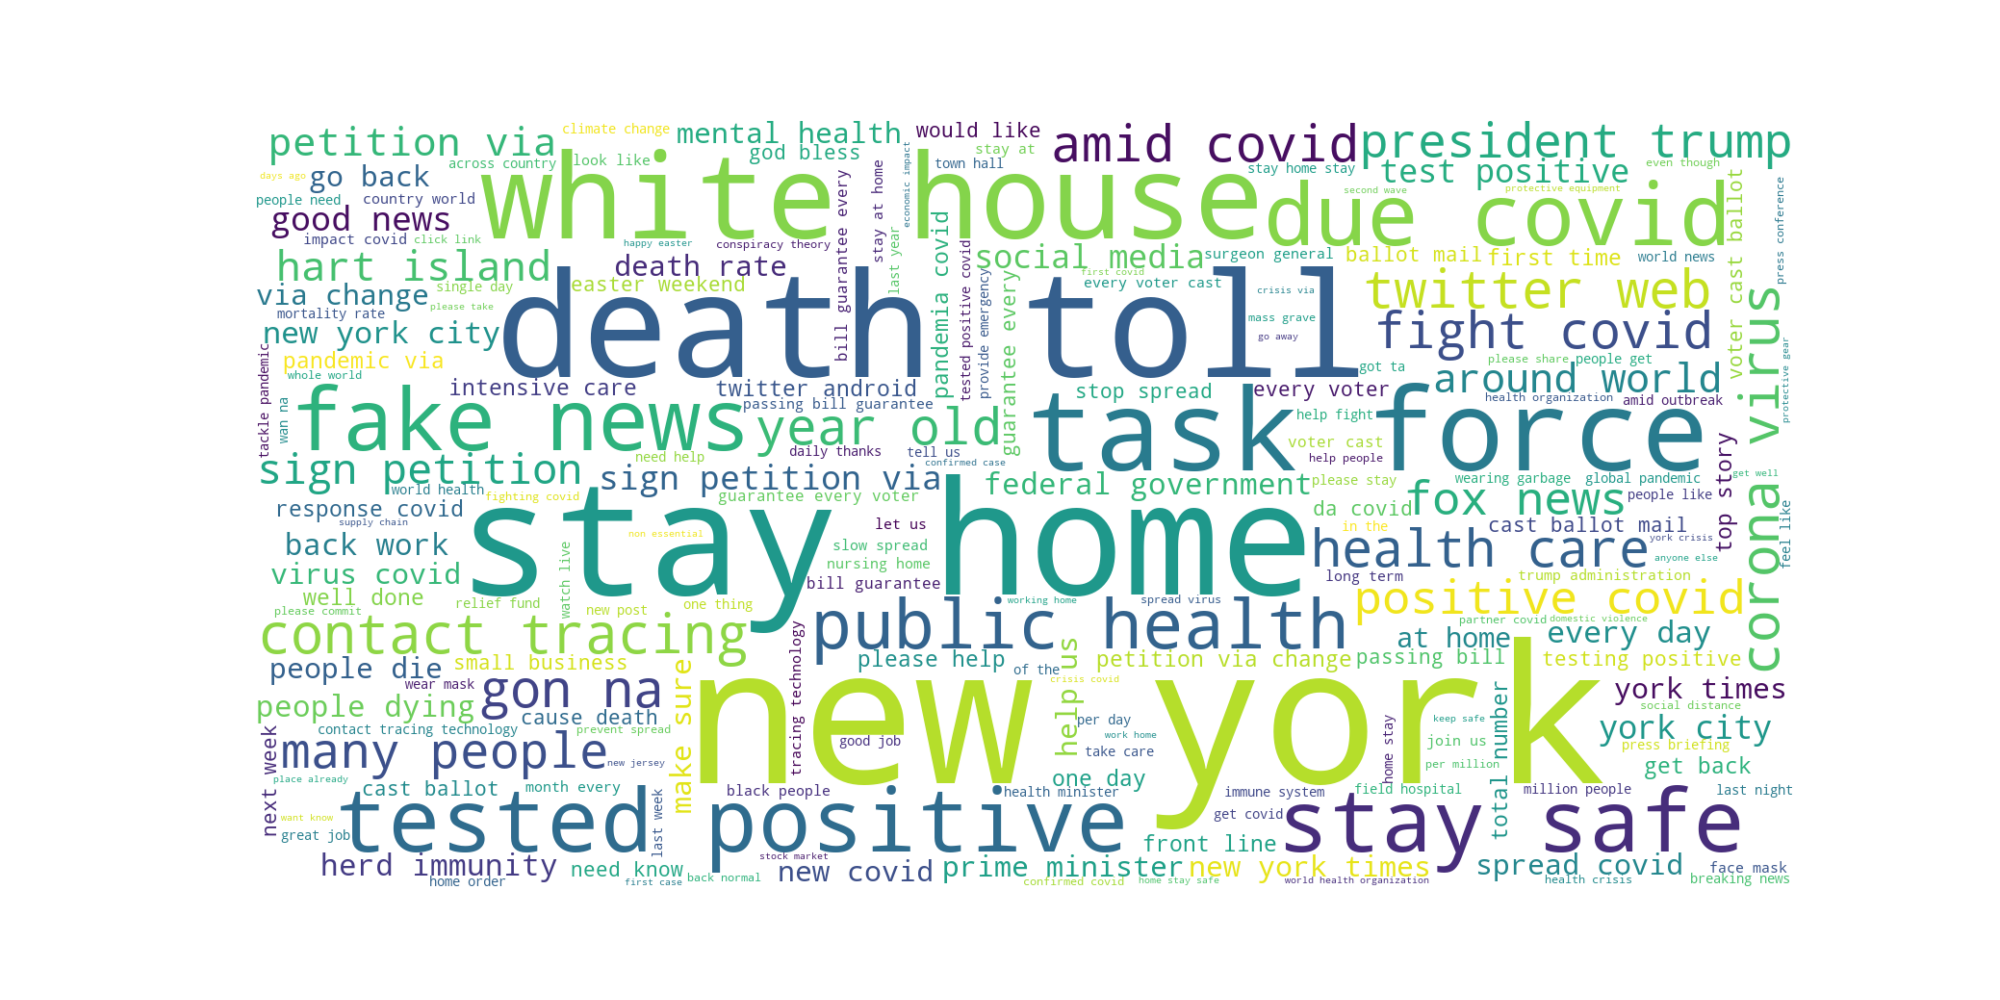 petition via
climate change
mental health
would like
amid covid
president trump
across country
look like
god bless
stay at
town hall
economic impact
stay home stay
test positive
even though
days ago
go back
white house
due covid
second wave
protective equipment
people need
country world
good news
impact covid
click link
happy easter
conspiracy theory
bill guarantee every
stay at home
last year
pandemia covid
tested positive covid
provide emergency
guarantee every
social media
surgeon general
ballot mail
first time
world news
voter cast ballot
press conference
hart island
death rate
single day
easter weekend
first covid
every voter cast
crisis via
twitter web
via change
please take
mortality rate
death toll
mass grave
go away
fight covid
corona virus
new york city
pandemic via
whole world
tackle pandemic
wan na
intensive care
twitter android
passing bill guarantee
stop spread
every voter
got ta
please share
people get
around world
health organization
amid outbreak
protective gear
fake news
year old
task force
help fight
voter cast
help people
daily thanks
tell us
need help
confirmed case
sign petition
world health
fighting covid
sign petition via
guarantee every voter
federal government
please stay
wearing garbage
global pandemic
get well
top story
response covid
supply chain
stay home
non essential
let us
da covid
fox news
people like
in the
cast ballot mail
york crisis
feel like
back work
slow spread
nursing home
health care
anyone else
virus covid
watch live
bill guarantee
long term
trump administration
well done
please commit
relief fund
new post
one thing
working home
spread virus
positive covid
partner covid
domestic violence
contact tracing
public health
at home
every day
people die
small business
wear mask
make sure
tracing technology
please help
of the
help us
petition via change
passing bill
testing positive
crisis covid
gon na
new york
york times
social distance
people dying
cause death
contact tracing technology
prevent spread
per day
work home
keep safe
total number
york city
next week
many people
new jersey
good job
take care
home stay
join us
per million
press briefing
get back
place already
cast ballot
month every
black people
one day
health minister
immune system
field hospital
million people
last night
want know
great job
tested positive
last week
get covid
stay safe
front line
herd immunity
home order
need know
first case
back normal
stock market
new covid
prime minister
confirmed covid
home stay safe
new york times
world health organization
spread covid
health crisis
face mask
breaking news